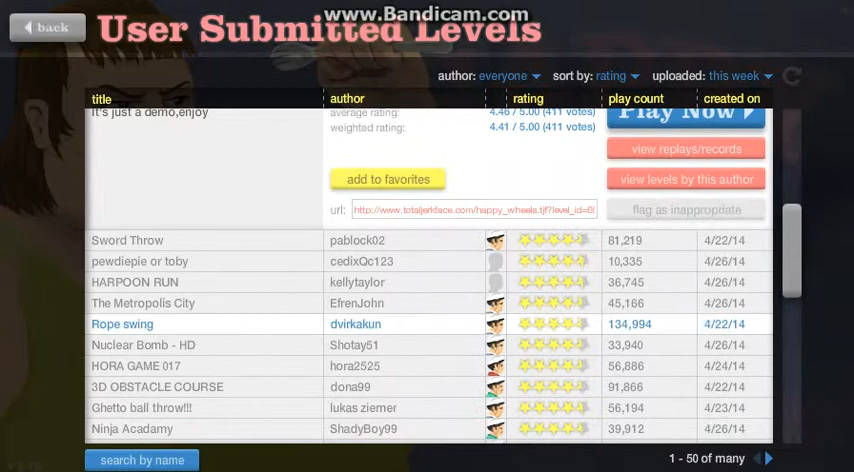 www.Bandicam.com
back
User Submitted Levels
author: everyone sort by: rating uploaded: this week
title author rating play count created on
It's just a demo,enjoy
average rating: 4.46 / 5.00 (411 votes)
Play Now
weighted rating: 4.41 / 5.00 (411 votes)
view replays/records
add to favorites
view levels by this author
url: http://www.totaljerkface.com/happy_wheels.tjf?level_id=
flag as inappropriate
Sword Throw pablock02 81,219 4/22/14
pewdiepie or toby cedixQc123 10,335 4/26/14
HARPOON RUN kellytaylor 36,745 4/26/14
The Metropolis City EfrenJohn 45,166 4/26/14
Rope swing dvirkakun 134,994 4/22/14
Nuclear Bomb - HD Shotay51 33,940 4/26/14
HORA GAME 017 hora2525 56,886 4/24/14
3D OBSTACLE COURSE dona99 91,866 4/22/14
Ghetto ball throw!!! lukas ziemer 56,194 4/23/14
Ninja Acadamy ShadyBoy99 39,912 4/26/14
search by name
1 - 50 of many